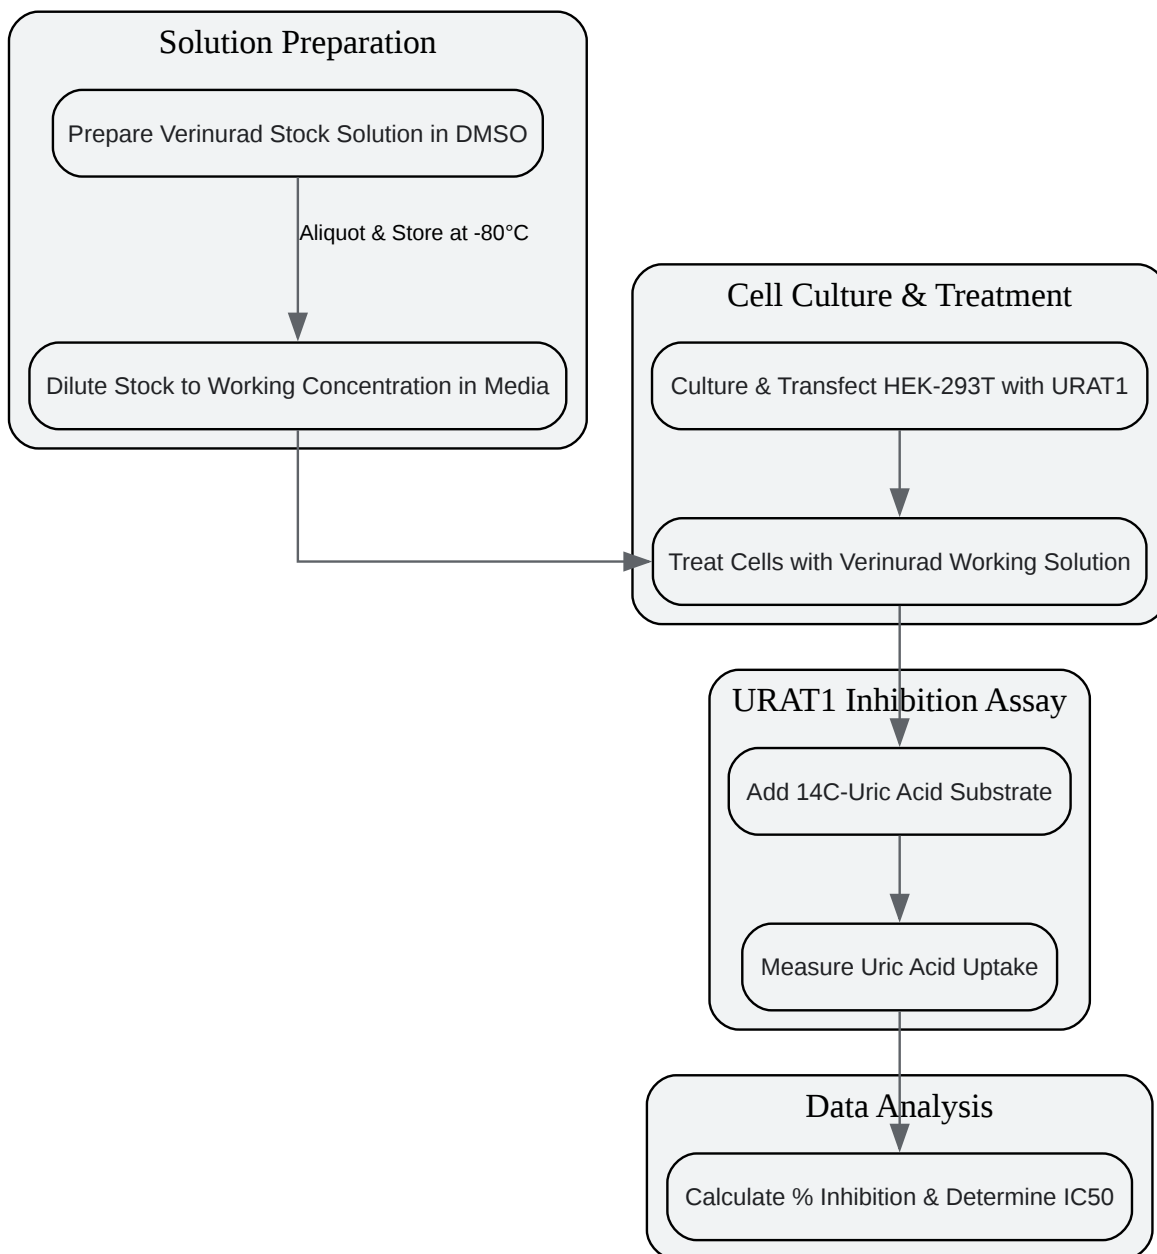 Solution Preparation
Prepare Verinurad Stock Solution in DMSO
Aliquot & Store at -80°C
Dilute Stock to Working Concentration in Media
Cell Culture & Treatment
Culture & Transfect HEK-293T with URAT1
Treat Cells with Verinurad Working Solution
URAT1 Inhibition Assay
Add 14C-Uric Acid Substrate
Measure Uric Acid Uptake
Data Analysis
Calculate % Inhibition & Determine IC50